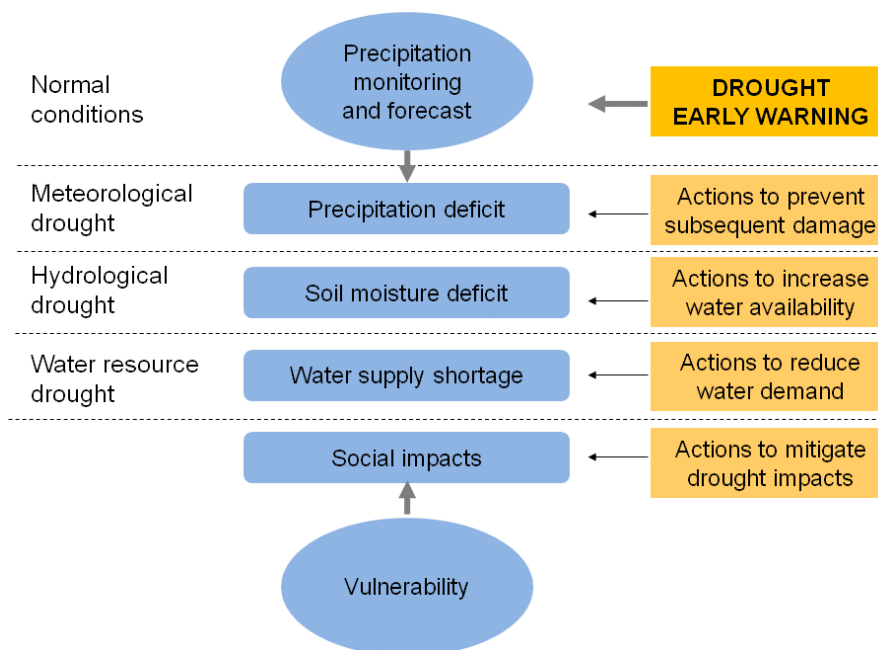 Precipitation
monitoring
and forecast
Normal
conditions
DROUGHT
EARLY WARNING
Meteorological
drought
Precipitation deficit
Actions to prevent
subsequent damage
Hydrological
drought
Soil moisture deficit
Actions to increase
water availability
Water resource
drought
Water supply shortage
Actions to reduce
water demand
Social impacts
Actions to mitigate
drought impacts
Vulnerability